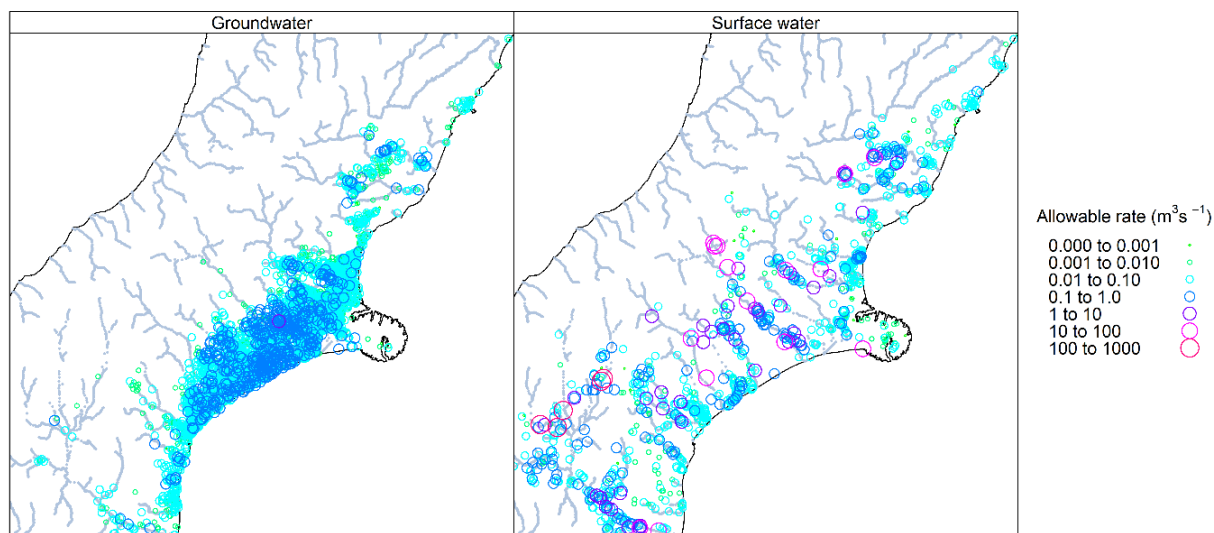 Groundwater
Surface water
Allowable rate (m³s⁻¹)
0.000 to 0.001
0.001 to 0.010
0.01 to 0.10
0.1 to 1.0
1 to 10
10 to 100
100 to 1000